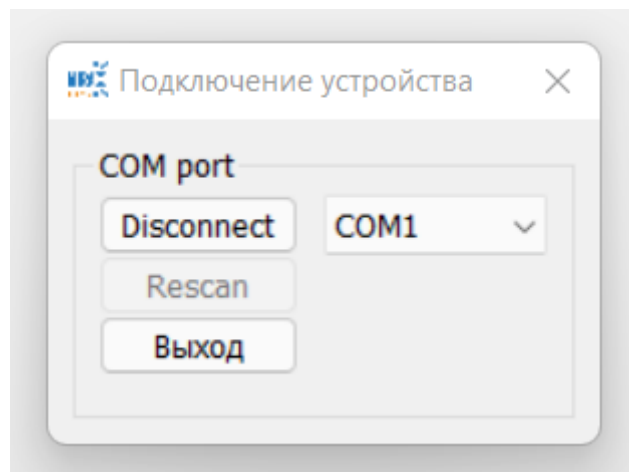 Подключение устройства
COM port
Disconnect COM1
Rescan
Выход